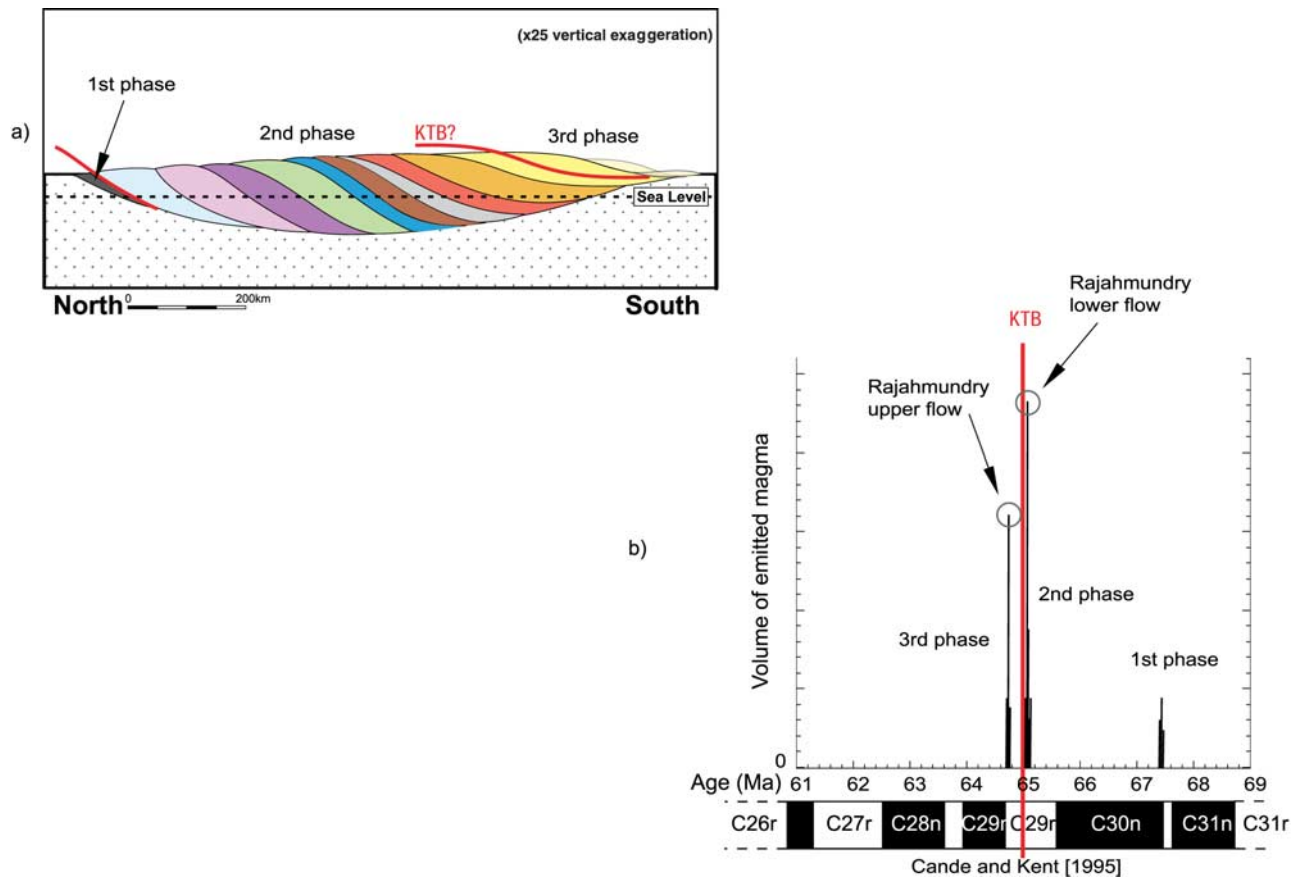 (x25 vertical exaggeration)
1st phase
a)
2nd phase
KTB?
3rd phase
Sea Level
North
0
200km
South
Rajahmundry
lower flow
KTB
Rajahmundry
upper flow
b)
Volume of emitted magma
2nd phase
3rd phase
1st phase
0
Age (Ma) 61 62 63 64 65 66 67 68 69
C26r C27r C28n C29r C29r C30n C31n C31r
Cande and Kent [1995]